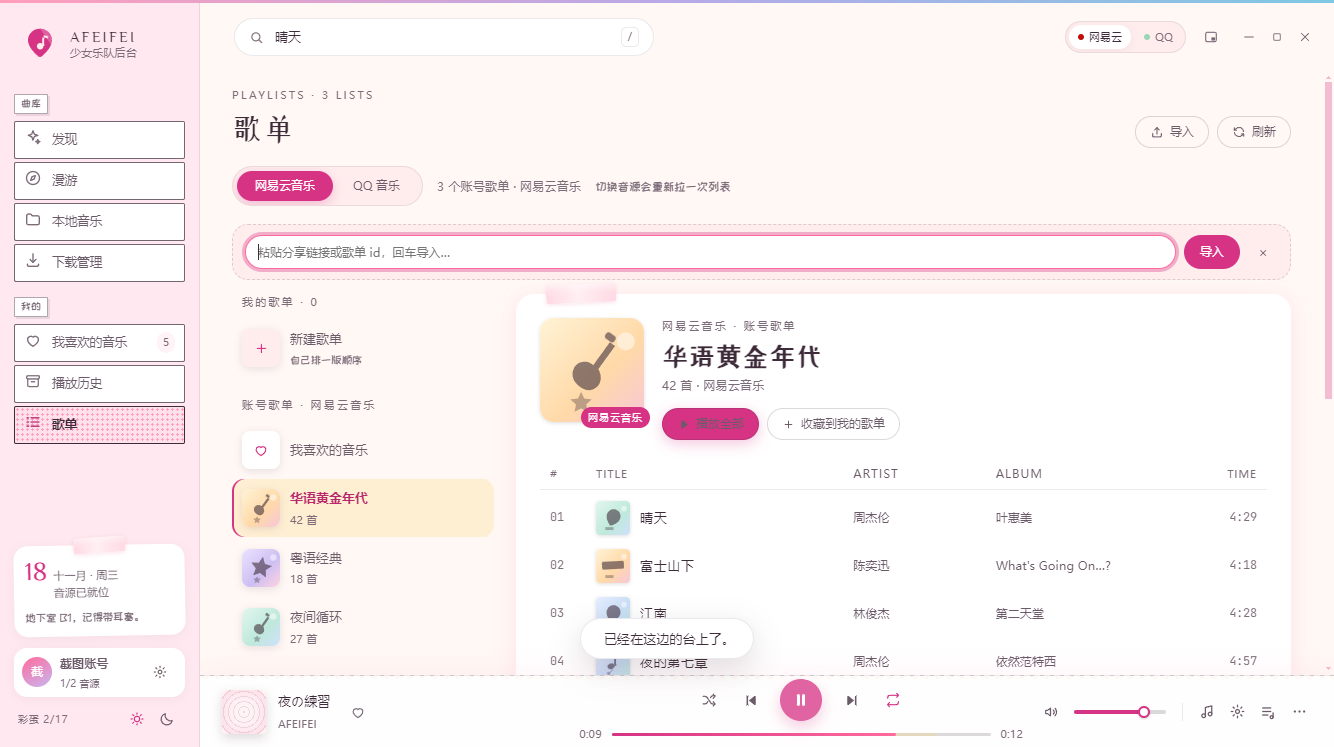 AFEIFEI
少女乐队后台
晴天
/
网易云
QQ
曲库
发现
漫游
本地音乐
下载管理
我的
我喜欢的音乐
5
播放历史
歌单
18
十一月 · 周三
音源已就位
截
截图账号
1/2 音源
彩蛋 2/17
PLAYLISTS · 3 LISTS
歌单
导入
刷新
网易云音乐
QQ 音乐
3 个账号歌单 · 网易云音乐
切换音源会重新拉一次列表
粘贴分享链接或歌单 id，回车导入...
导入
×
我的歌单 · 0
+
新建歌单
自己排一版顺序
账号歌单 · 网易云音乐
我喜欢的音乐
华语黄金年代
42 首
粤语经典
18 首
夜间循环
27 首
网易云音乐
网易云音乐 · 账号歌单
华语黄金年代
42 首 · 网易云音乐
播放全部
+ 收藏到我的歌单
# TITLE ARTIST ALBUM TIME
01 晴天 周杰伦 叶惠美 4:29
02 富士山下 陈奕迅 What's Going On...? 4:18
03 江南 林俊杰 第二天堂 4:28
04 夜的第七章 周杰伦 依然范特西 4:57
已经在这边的台上了。
夜の練習
AFEIFEI
0:09
0:12